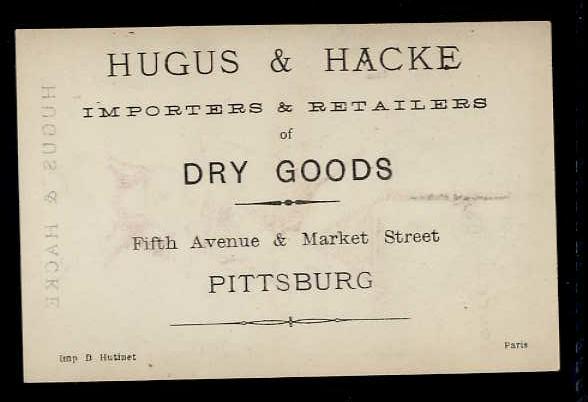 HUGUS & HACKE
IMPORTERS & RETAILERS
of
DRY GOODS
Fifth Avenue & Market Street
PITTSBURG
Imp D Hutinet
Paris
HUGUS & HACKE